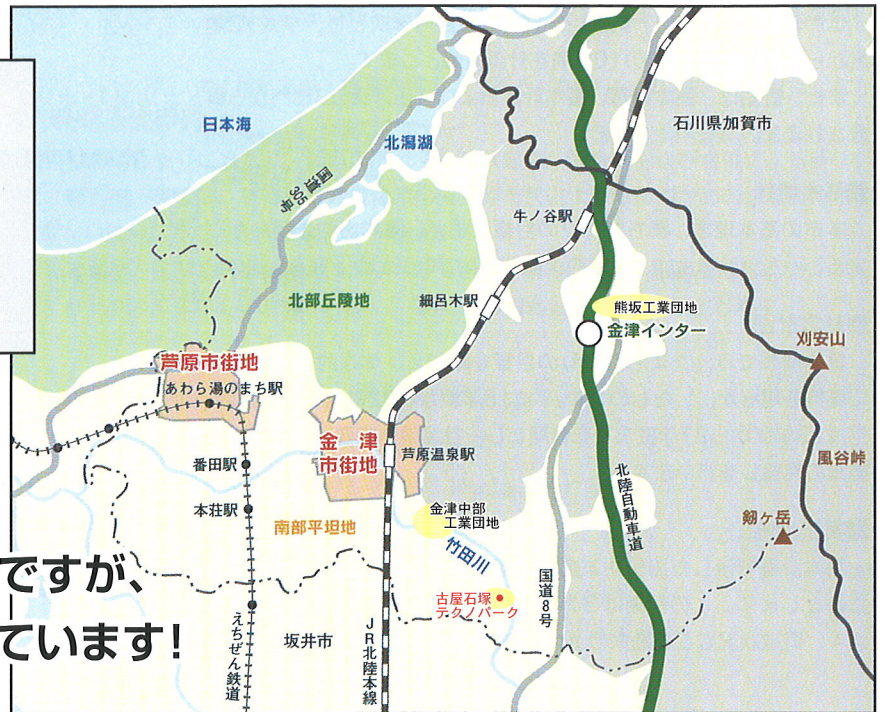 日本海
北潟湖
石川県加賀市
国道305号
牛ノ谷駅
北部丘陵地
細呂木駅
熊坂工業団地
金津インター
刈安山
芦原市街地
あわら湯のまち駅
金津
市街地
芦原温泉駅
風谷峠
番田駅
本荘駅
金津中部
工業団地
北陸自動車道
剱ヶ岳
南部平坦地
竹田川
ですが、
古屋石塚
テクノパーク
国道8号
ています!
えちぜん鉄道
坂井市
JR北陸本線